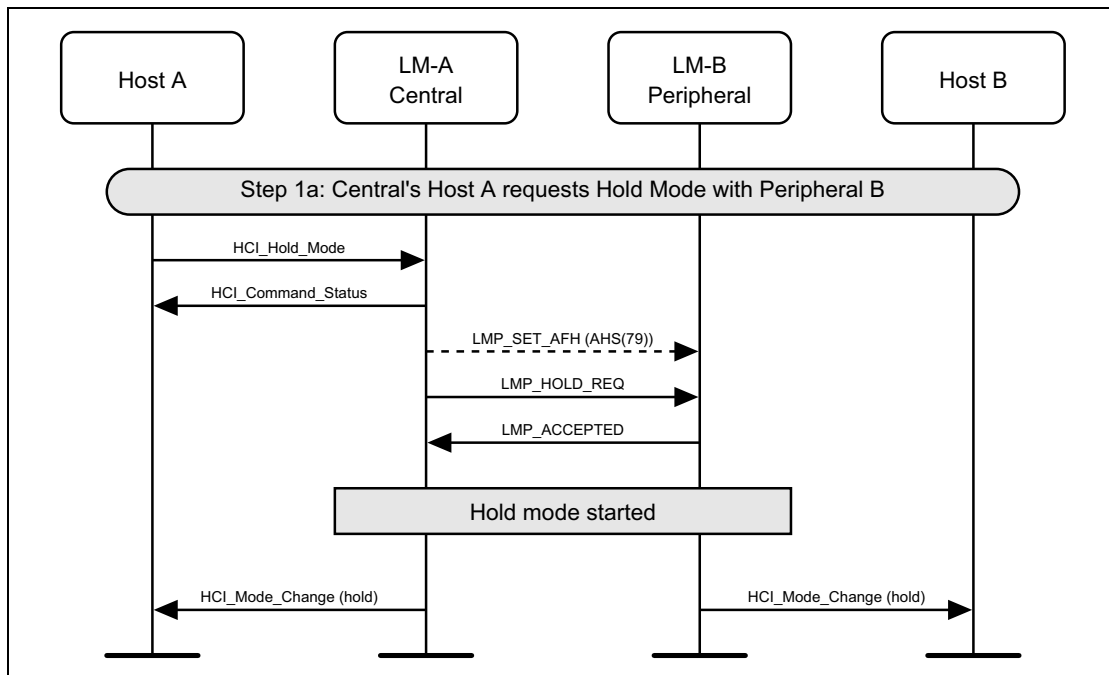 Host A
LM-A
Central
LM-B
Peripheral
Host B
Step 1a: Central's Host A requests Hold Mode with Peripheral B
HCI_Hold_Mode
HCI_Command_Status
LMP_SET_AFH (AHS(79))
LMP_HOLD_REQ
LMP_ACCEPTED
Hold mode started
HCI_Mode_Change (hold)
HCI_Mode_Change (hold)